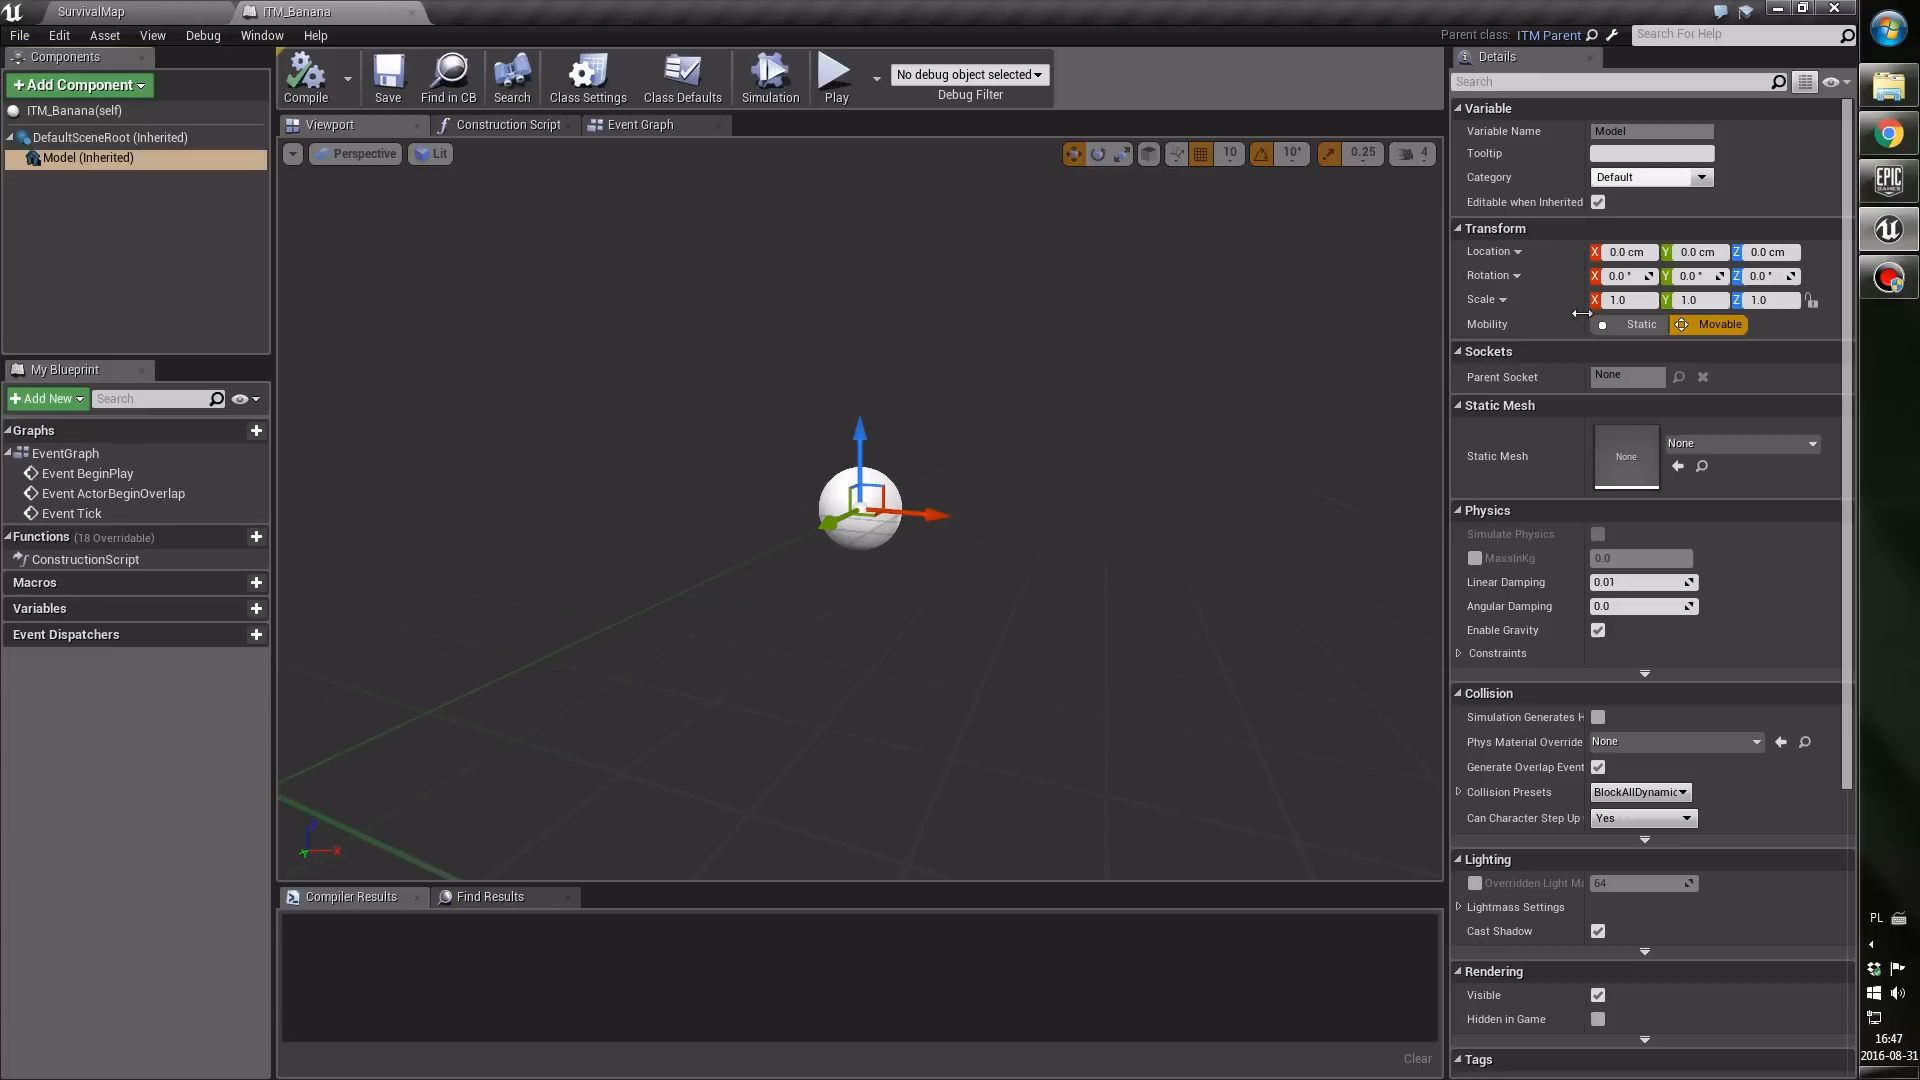 SurvivalMap
ITM_Banana
File Edit Asset View Debug Window Help
Parent class: ITM Parent
Search For Help
Components
+Add Component
ITM_Banana(self)
DefaultSceneRoot (Inherited)
Model (Inherited)
My Blueprint
+Add New
Search
Graphs
EventGraph
Event BeginPlay
Event ActorBeginOverlap
Event Tick
Functions (18 Overridable)
ConstructionScript
Macros
Variables
Event Dispatchers
Compile
Save
Find in CB
Search
Class Settings
Class Defaults
Simulation
Play
No debug object selected
Debug Filter
Viewport
Construction Script
Event Graph
Perspective
Lit
10
10°
0.25
4
Z
X
Y
Compiler Results
Find Results
Clear
Details
Search
Variable
Variable Name Model
Tooltip
Category Default
Editable when Inherited
Transform
Location X 0.0 cm Y 0.0 cm Z 0.0 cm
Rotation X 0.0 ° Y 0.0 ° Z 0.0 °
Scale X 1.0 Y 1.0 Z 1.0
Mobility Static Movable
Sockets
Parent Socket None
Static Mesh
Static Mesh None None
Physics
Simulate Physics
MassInKg 0.0
Linear Damping 0.01
Angular Damping 0.0
Enable Gravity
Constraints
Collision
Simulation Generates H
Phys Material Override None
Generate Overlap Event
Collision Presets BlockAllDynamic
Can Character Step Up Yes
Lighting
Overridden Light Ma 64
Lightmass Settings
Cast Shadow
Rendering
Visible
Hidden in Game
Tags
EPIC
GAMES
PL
16:47
2016-08-31